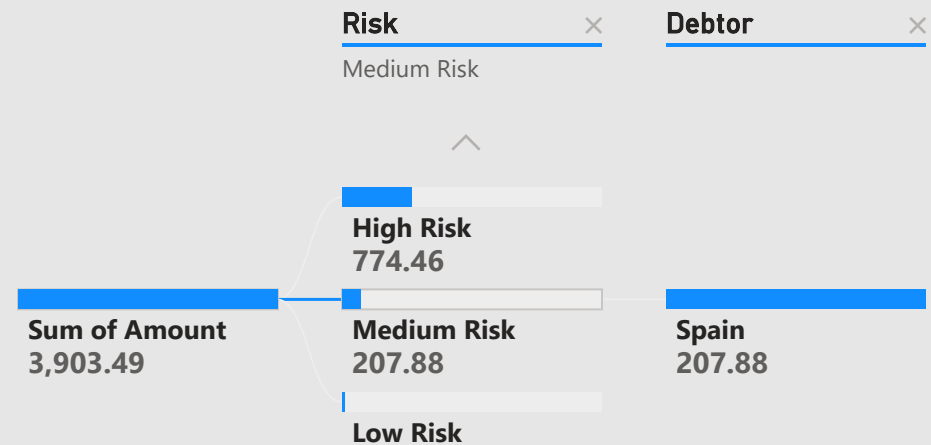 Risk
Debtor
Medium Risk
High Risk
774.46
Sum of Amount
3,903.49
Medium Risk
207.88
Spain
207.88
Low Risk